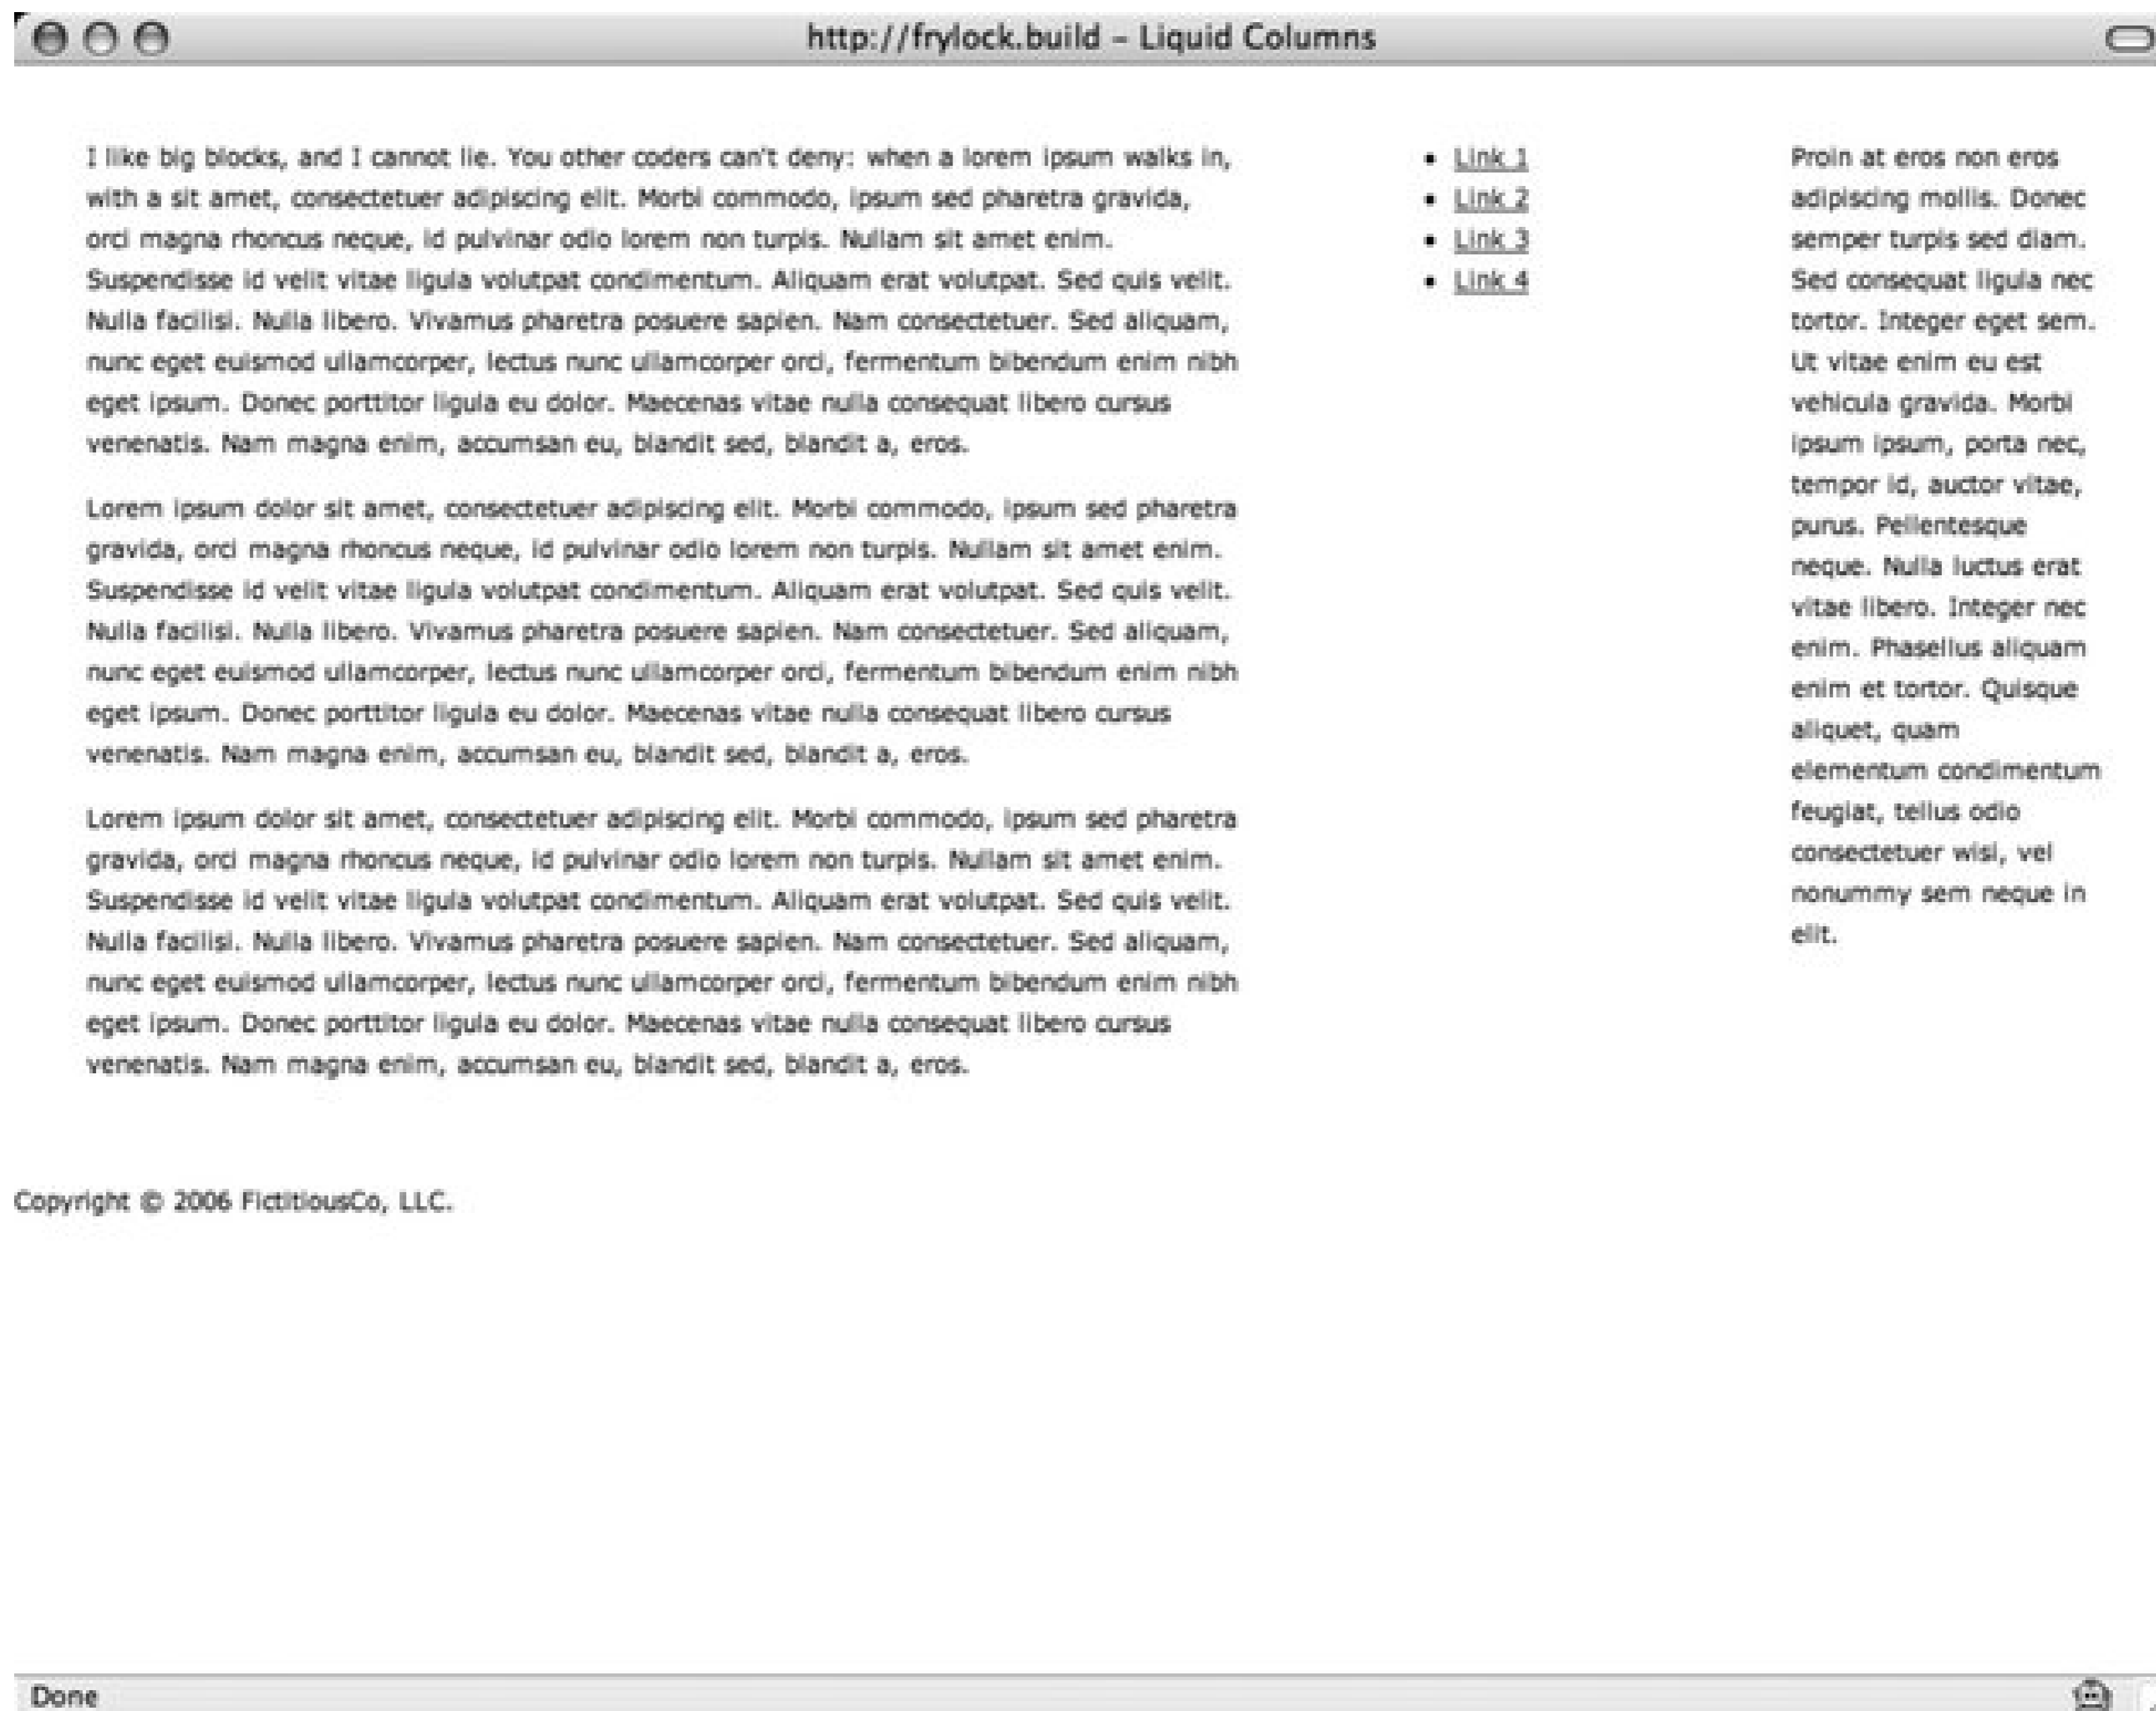 http://frylock.build – Liquid Columns
I like big blocks, and I cannot lie. You other coders can't deny: when a lorem ipsum walks in,
with a sit amet, consectetuer adipiscing elit. Morbi commodo, ipsum sed pharetra gravida,
orci magna rhoncus neque, id pulvinar odio lorem non turpis. Nullam sit amet enim.
Suspendisse id velit vitae ligula volutpat condimentum. Aliquam erat volutpat. Sed quis velit.
Nulla facilisi. Nulla libero. Vivamus pharetra posuere sapien. Nam consectetuer. Sed aliquam,
nunc eget euismod ullamcorper, lectus nunc ullamcorper orci, fermentum bibendum enim nibh
eget ipsum. Donec porttitor ligula eu dolor. Maecenas vitae nulla consequat libero cursus
venenatis. Nam magna enim, accumsan eu, blandit sed, blandit a, eros.
Lorem ipsum dolor sit amet, consectetuer adipiscing elit. Morbi commodo, ipsum sed pharetra
gravida, orci magna rhoncus neque, id pulvinar odio lorem non turpis. Nullam sit amet enim.
Suspendisse id velit vitae ligula volutpat condimentum. Aliquam erat volutpat. Sed quis velit.
Nulla facilisi. Nulla libero. Vivamus pharetra posuere sapien. Nam consectetuer. Sed aliquam,
nunc eget euismod ullamcorper, lectus nunc ullamcorper orci, fermentum bibendum enim nibh
eget ipsum. Donec porttitor ligula eu dolor. Maecenas vitae nulla consequat libero cursus
venenatis. Nam magna enim, accumsan eu, blandit sed, blandit a, eros.
Lorem ipsum dolor sit amet, consectetuer adipiscing elit. Morbi commodo, ipsum sed pharetra
gravida, orci magna rhoncus neque, id pulvinar odio lorem non turpis. Nullam sit amet enim.
Suspendisse id velit vitae ligula volutpat condimentum. Aliquam erat volutpat. Sed quis velit.
Nulla facilisi. Nulla libero. Vivamus pharetra posuere sapien. Nam consectetuer. Sed aliquam,
nunc eget euismod ullamcorper, lectus nunc ullamcorper orci, fermentum bibendum enim nibh
eget ipsum. Donec porttitor ligula eu dolor. Maecenas vitae nulla consequat libero cursus
venenatis. Nam magna enim, accumsan eu, blandit sed, blandit a, eros.
• Link 1
• Link 2
• Link 3
• Link 4
Proin at eros non eros
adipiscing mollis. Donec
semper turpis sed diam.
Sed consequat ligula nec
tortor. Integer eget sem.
Ut vitae enim eu est
vehicula gravida. Morbi
ipsum ipsum, porta nec,
tempor id, auctor vitae,
purus. Pellentesque
neque. Nulla luctus erat
vitae libero. Integer nec
enim. Phasellus aliquam
enim et tortor. Quisque
aliquet, quam
elementum condimentum
feugiat, tellus odio
consectetuer wisi, vel
nonummy sem neque in
elit.
Copyright © 2006 FictitiousCo, LLC.
Done